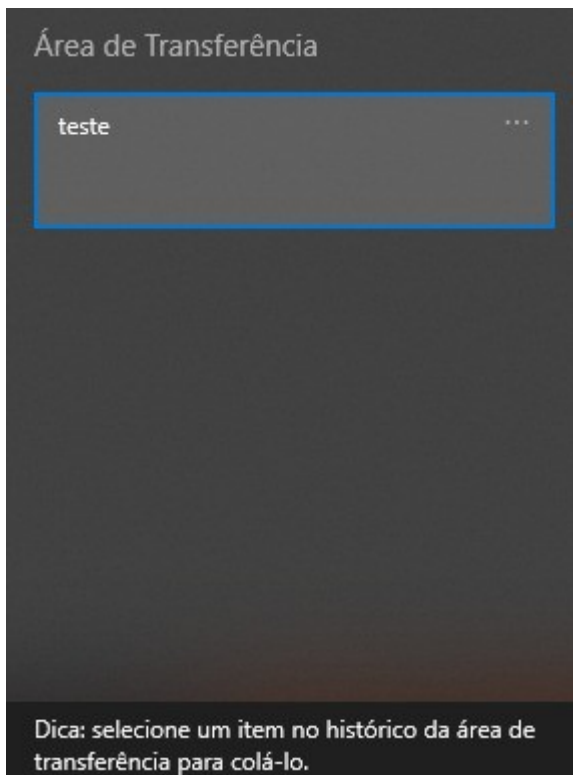 Área de Transferência
teste
Dica: selecione um item no histórico da área de
transferência para colá-lo.